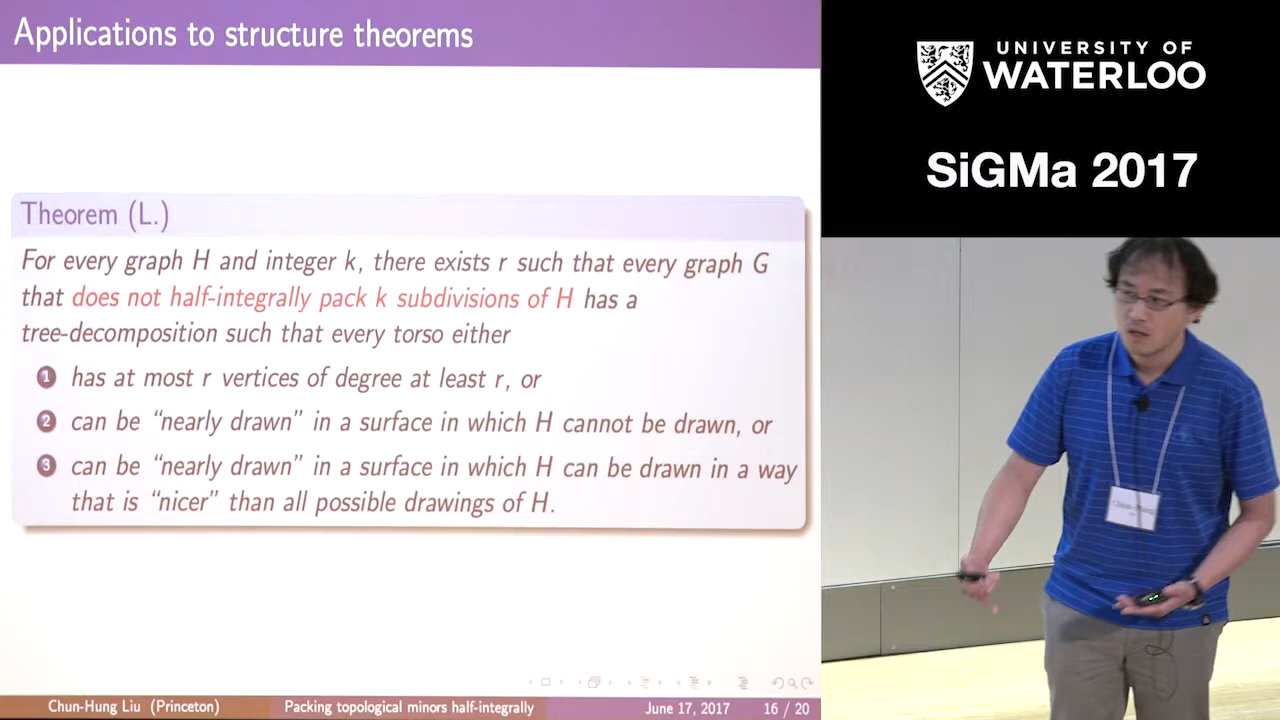 Applications to structure theorems
UNIVERSITY OF
WATERLOO
SiGMa 2017
Theorem (L.)
For every graph H and integer k, there exists r such that every graph G
that does not half-integrally pack k subdivisions of H has a
tree-decomposition such that every torso either
1 has at most r vertices of degree at least r, or
2 can be “nearly drawn” in a surface in which H cannot be drawn, or
3 can be “nearly drawn” in a surface in which H can be drawn in a way
that is “nicer” than all possible drawings of H.
Chun-Hung Liu (Princeton)
Packing topological minors half-integrally
June 17, 2017
16 / 20